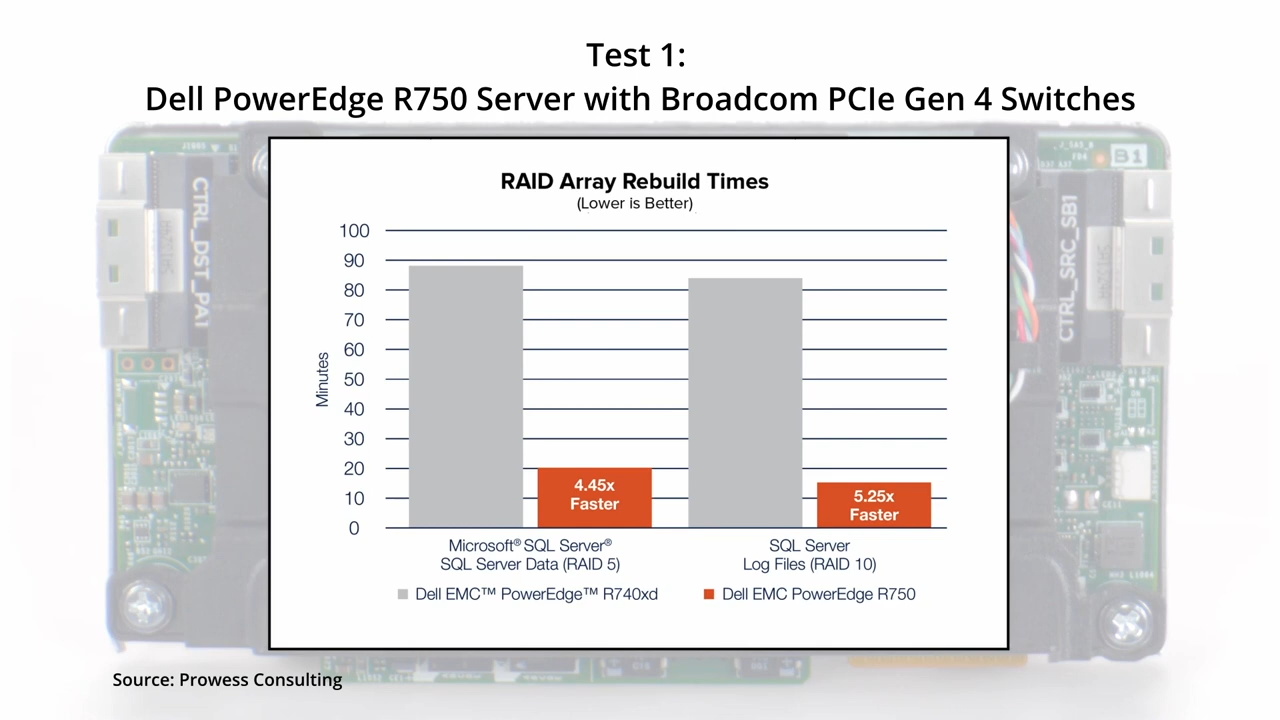 Test 1:
Dell PowerEdge R750 Server with Broadcom PCIe Gen 4 Switches
B1
CTRL_DST_PA1
CTRL_SRC_SB1
RAID Array Rebuild Times
(Lower is Better)
Minutes
100
90
80
70
60
50
40
30
20
10
0
4.45x
Faster
5.25x
Faster
Microsoft® SQL Server®
SQL Server Data (RAID 5)
SQL Server
Log Files (RAID 10)
Dell EMC™ PowerEdge™ R740xd
Dell EMC PowerEdge R750
Source: Prowess Consulting